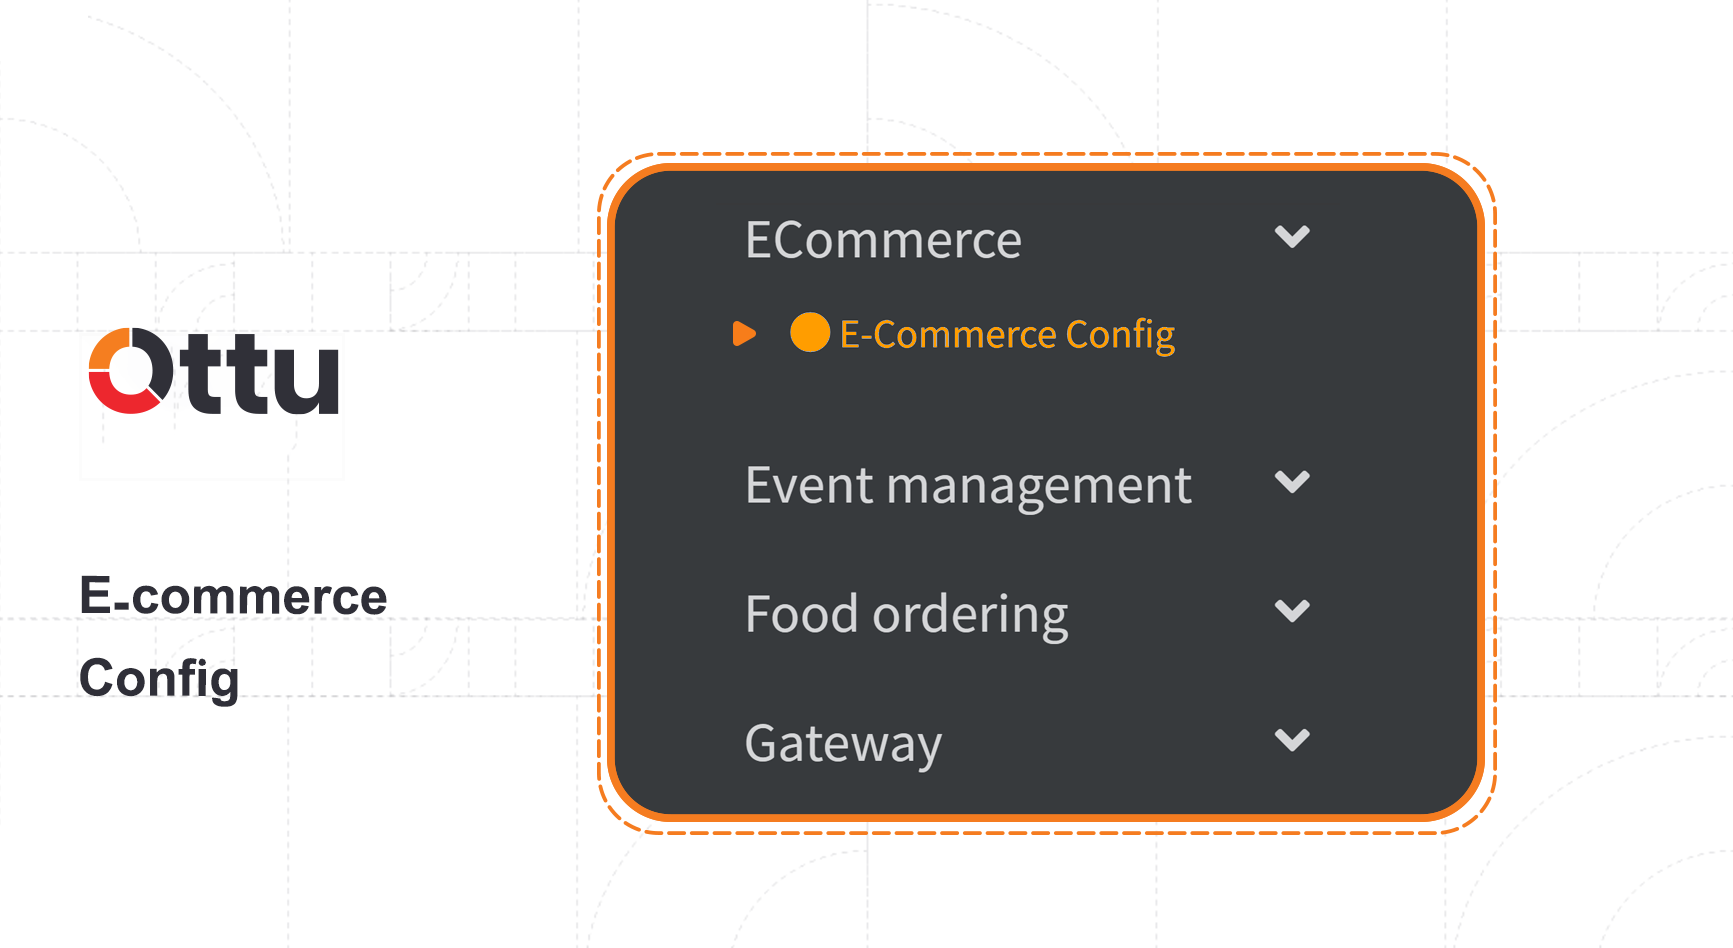 Ottu
E-commerce
Config
ECommerce
E-Commerce Config
Event management
Food ordering
Gateway